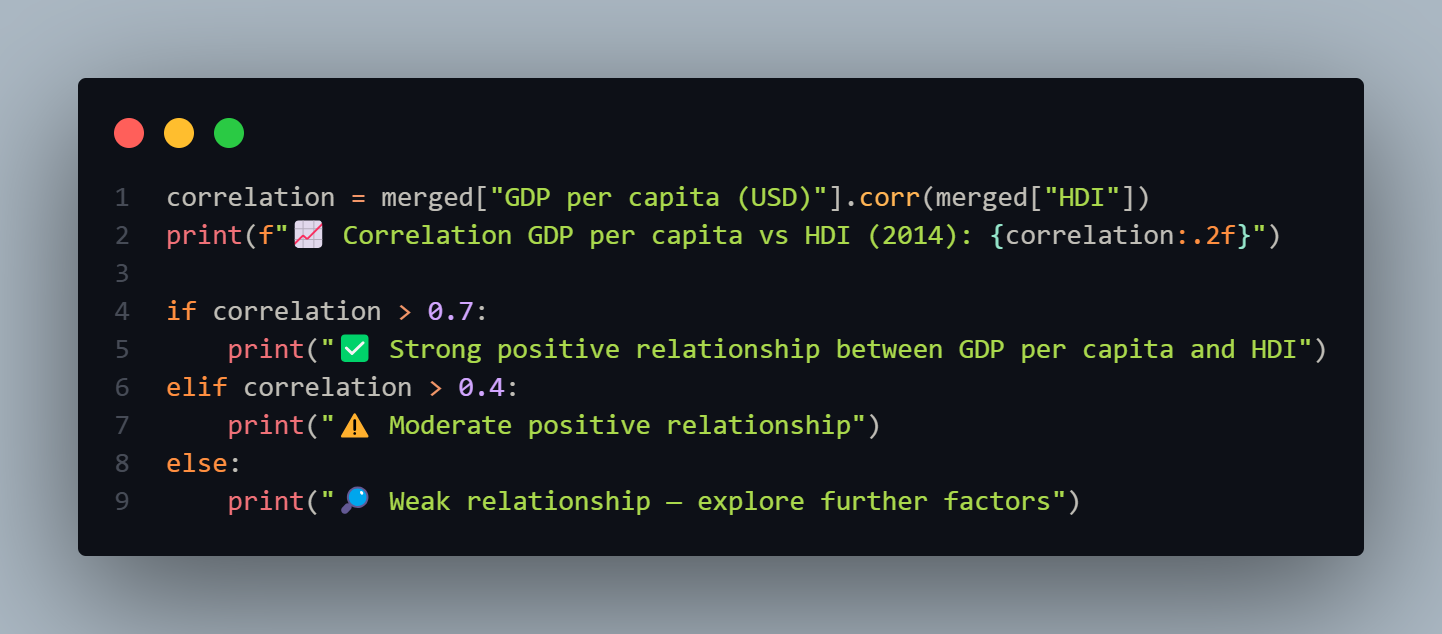 1 correlation = merged["GDP per capita (USD)"].corr(merged["HDI"])
2 print(f"📈 Correlation GDP per capita vs HDI (2014): {correlation:.2f}")
3
4 if correlation > 0.7:
5     print("✅ Strong positive relationship between GDP per capita and HDI")
6 elif correlation > 0.4:
7     print("⚠️ Moderate positive relationship")
8 else:
9     print("🔎 Weak relationship — explore further factors")